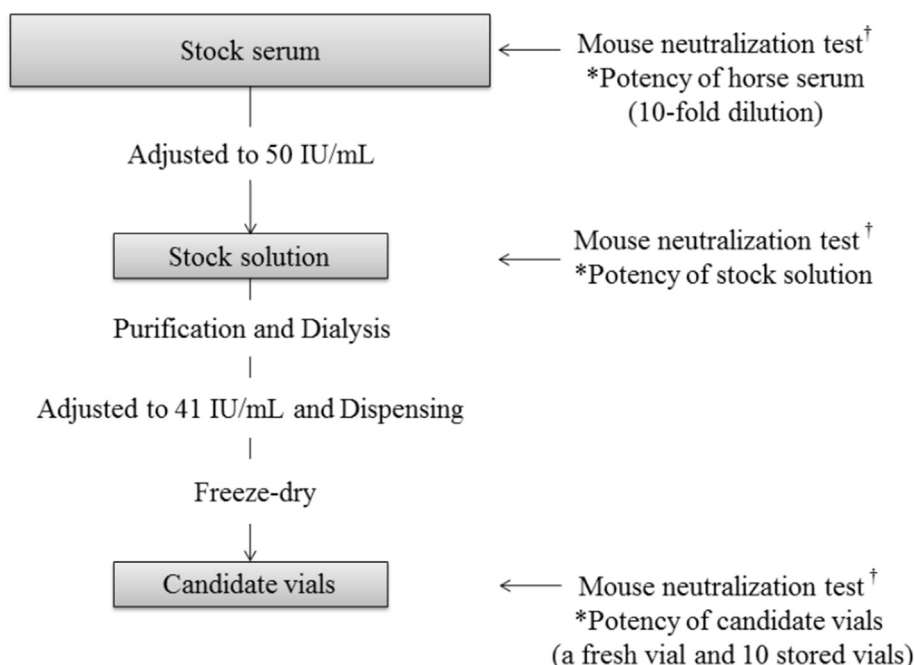 Stock serum
Mouse neutralization test†
*Potency of horse serum
(10-fold dilution)
Adjusted to 50 IU/mL
Stock solution
Mouse neutralization test†
*Potency of stock solution
Purification and Dialysis
Adjusted to 41 IU/mL and Dispensing
Freeze-dry
Candidate vials
Mouse neutralization test†
*Potency of candidate vials
(a fresh vial and 10 stored vials)